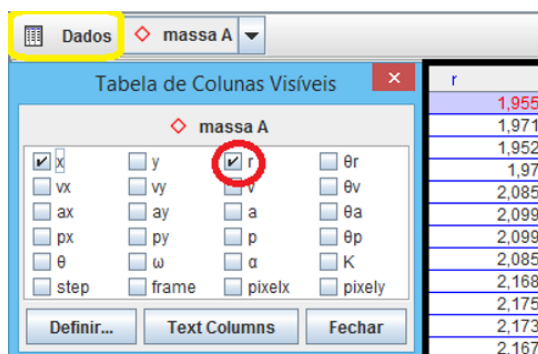 Dados massa A
Tabela de Colunas Visíveis x
massa A
x y r θr
vx vy v θv
ax ay a θa
px py p θp
θ ω α K
step frame pixelx pixely
Definir... Text Columns Fechar
r
1,955
1,971
1,952
1,97
2,085
2,099
2,099
2,085
2,168
2,175
2,173
2,167